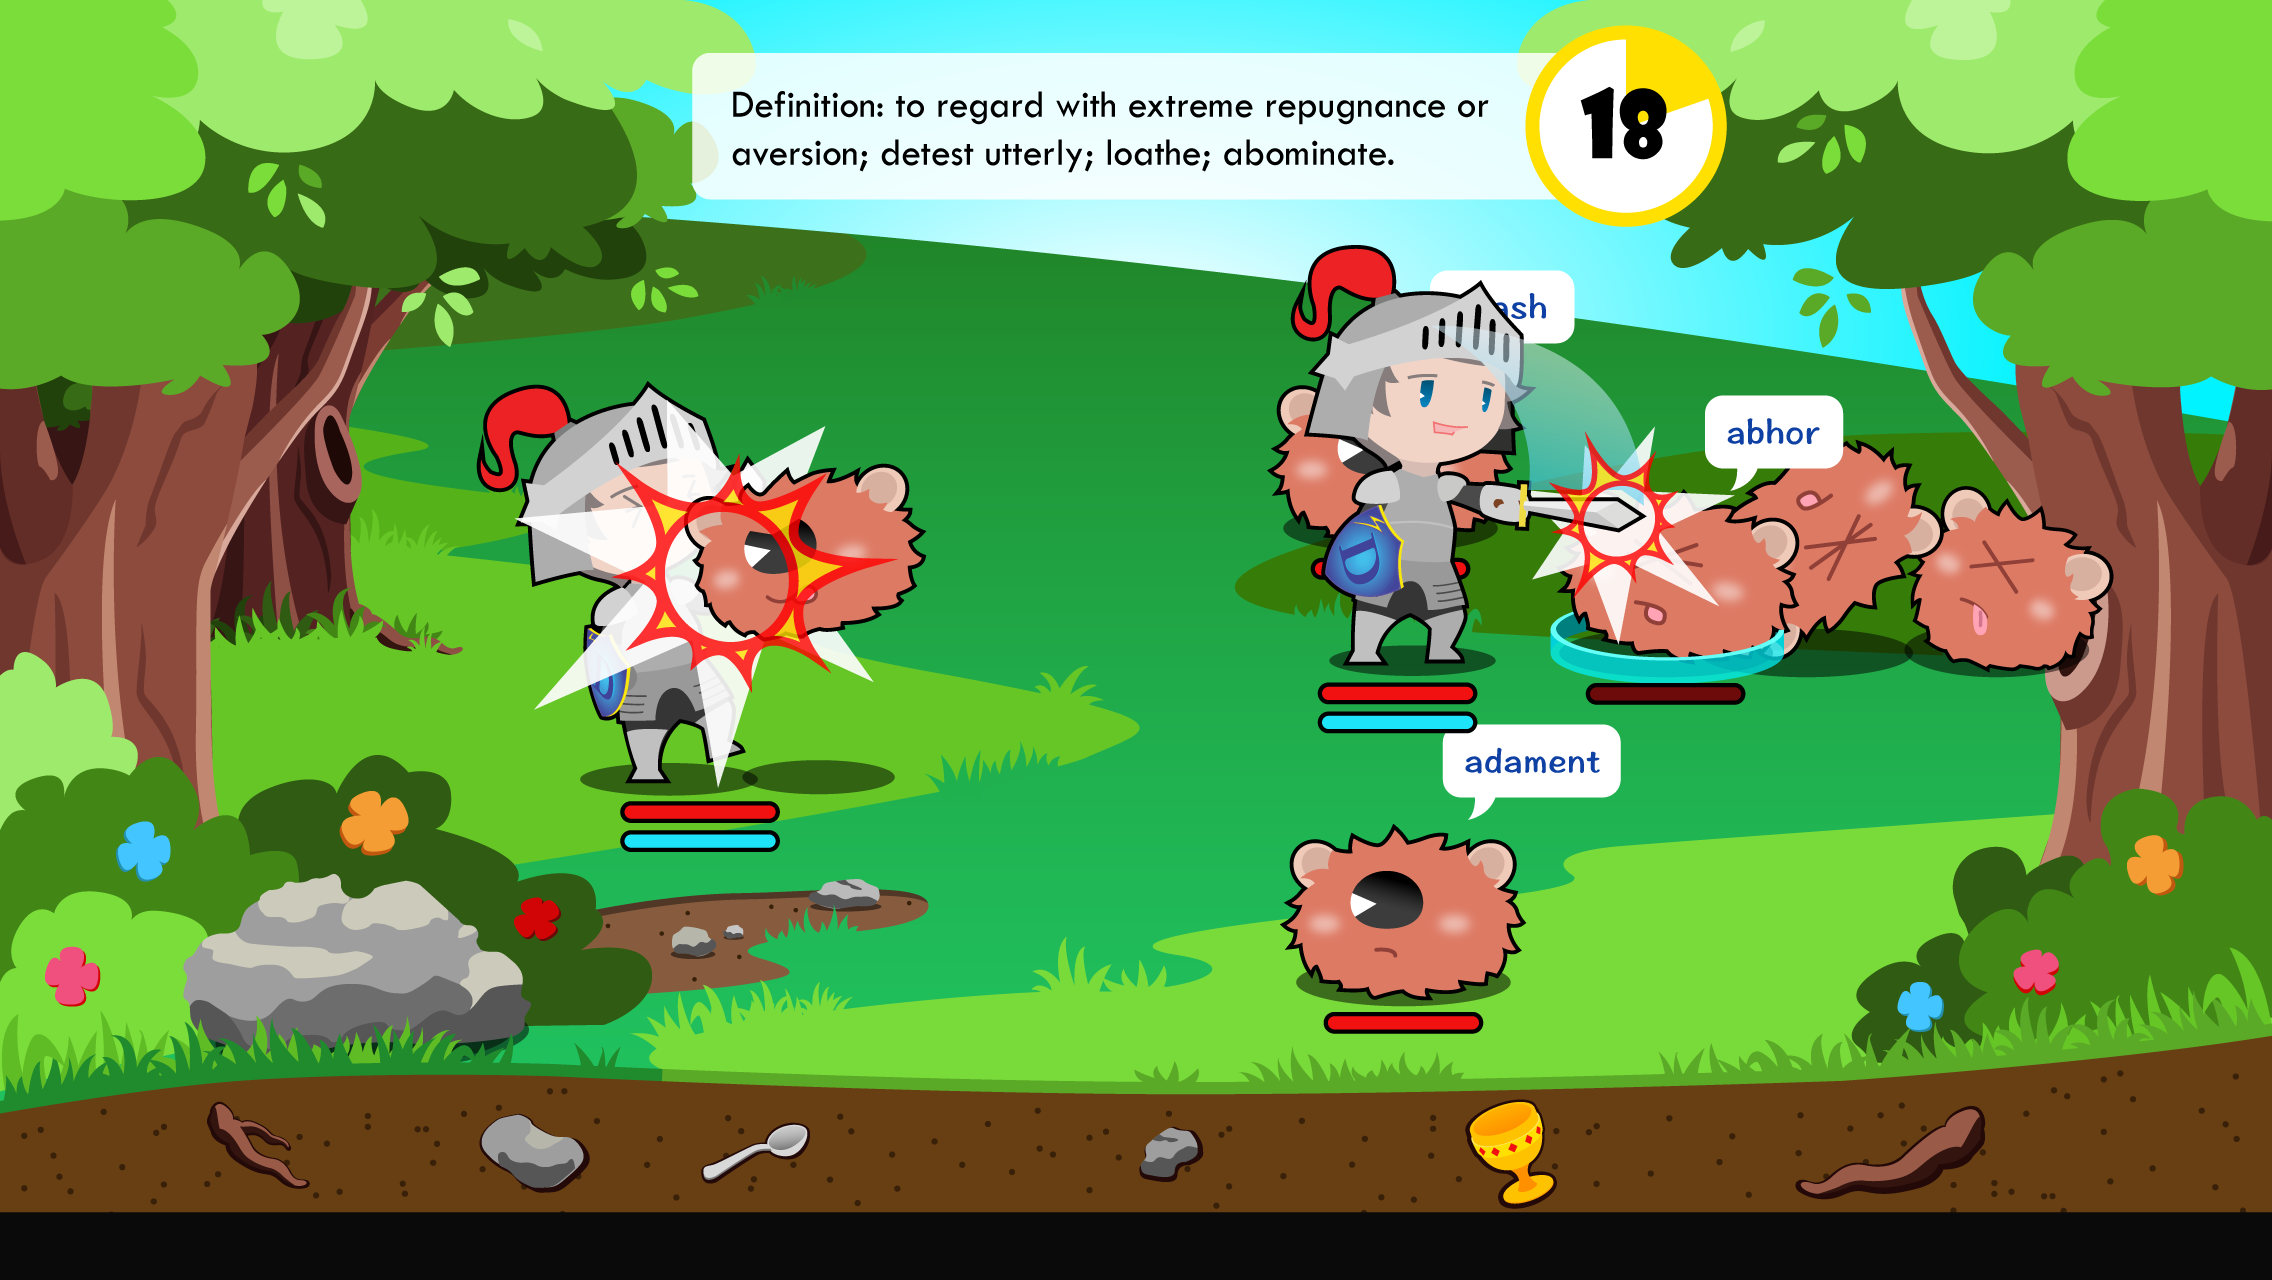 Definition: to regard with extreme repugnance or
aversion; detest utterly; loathe; abominate.
18
abhor
adament